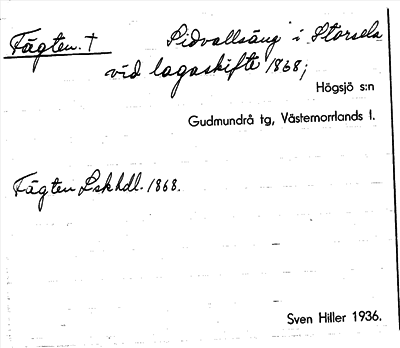 Fägten. † Sidvallsäng i Storsela
vid lagaskifte 1868;
Högsjö s:n
Gudmundrå tg, Västernorrlands l.
Fägten Lskhdl. 1868.
Sven Hiller 1936.